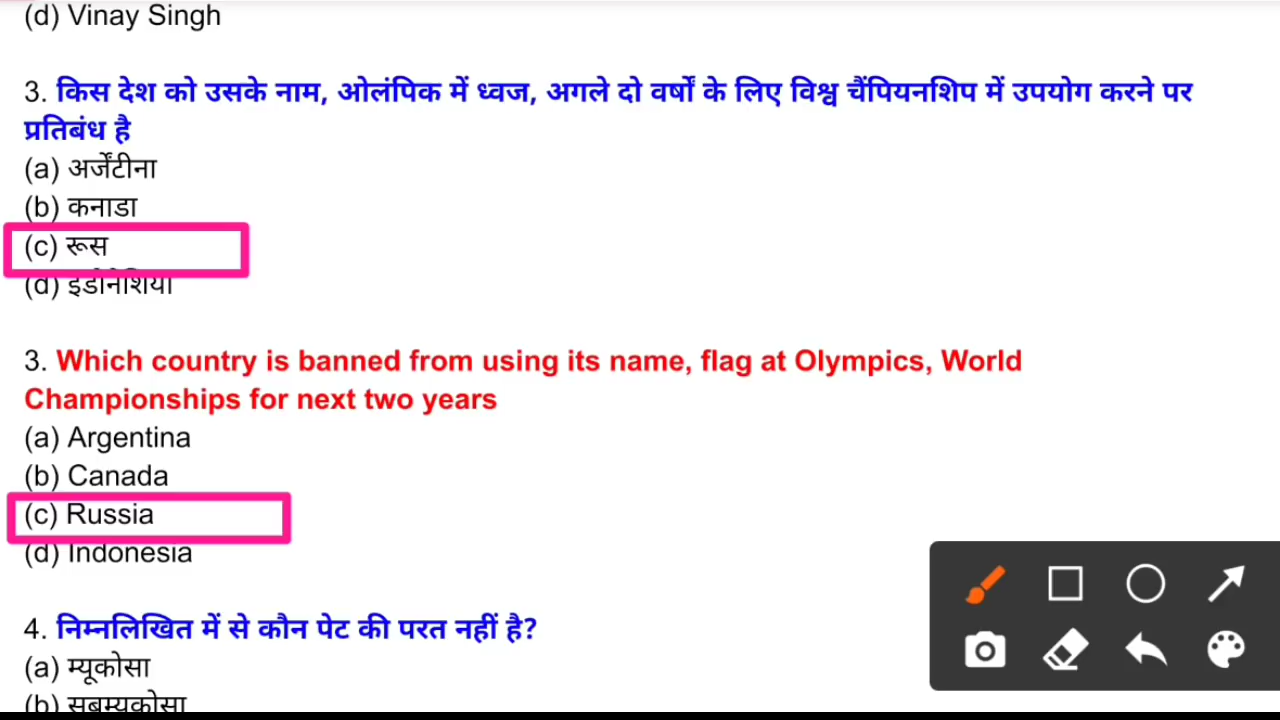 (d) Vinay Singh
3. किस देश को उसके नाम, ओलंपिक में ध्वज, अगले दो वर्षों के लिए विश्व चैंपियनशिप में उपयोग करने पर
प्रतिबंध है
(a) अर्जेंटीना
(b) कनाडा
(c) रूस
(d) इंडोनेशिया
3. Which country is banned from using its name, flag at Olympics, World
Championships for next two years
(a) Argentina
(b) Canada
(c) Russia
(d) Indonesia
4. निम्नलिखित में से कौन पेट की परत नहीं है?
(a) म्यूकोसा
(b) सबम्यूकोसा